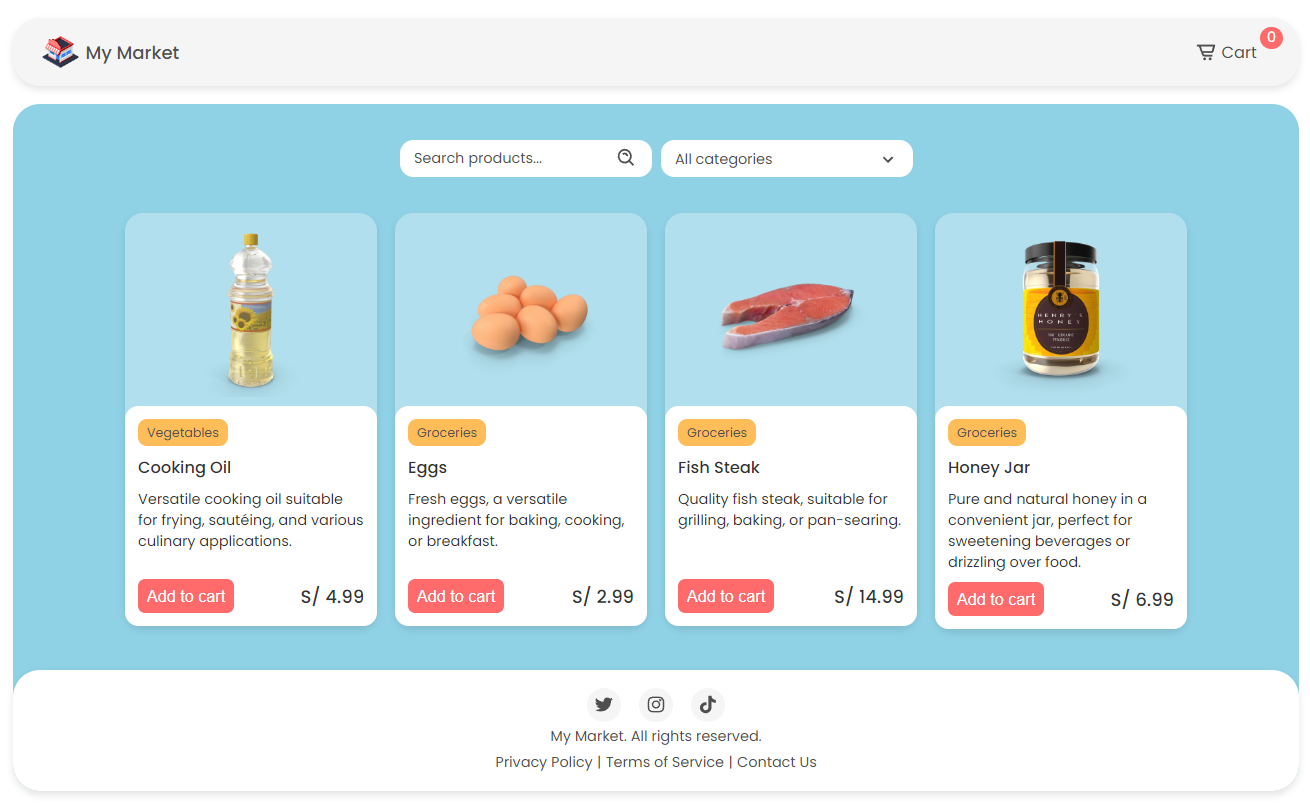 My Market
Cart
0
Search products...
All categories
HENRY'S
HONEY
Vegetables
Cooking Oil
Versatile cooking oil suitable
for frying, sautéing, and various
culinary applications.
Add to cart
S/ 4.99
Groceries
Eggs
Fresh eggs, a versatile
ingredient for baking, cooking,
or breakfast.
Add to cart
S/ 2.99
Groceries
Fish Steak
Quality fish steak, suitable for
grilling, baking, or pan-searing.
Add to cart
S/ 14.99
Groceries
Honey Jar
Pure and natural honey in a
convenient jar, perfect for
sweetening beverages or
drizzling over food.
Add to cart
S/ 6.99
My Market. All rights reserved.
Privacy Policy | Terms of Service | Contact Us